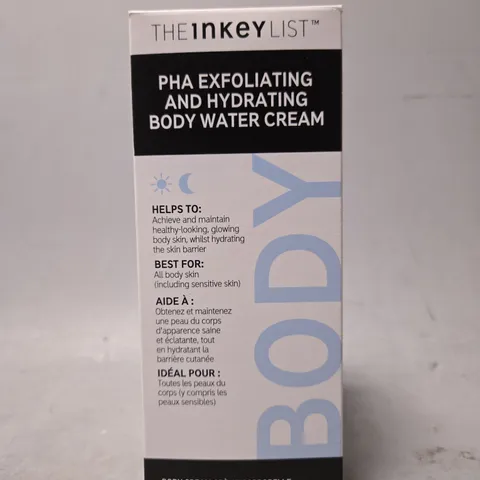 THE INKEY LIST™
PHA EXFOLIATING
AND HYDRATING
BODY WATER CREAM
HELPS TO:
Achieve and maintain
healthy-looking, glowing
body skin, whilst hydrating
the skin barrier
BEST FOR:
All body skin
(including sensitive skin)
AIDE À :
Obtenez et maintenez
une peau du corps
d'apparence saine
et éclatante, tout
en hydratant la
barrière cutanée
IDÉAL POUR :
Toutes les peaux du
corps (y compris les
peaux sensibles)
BODY